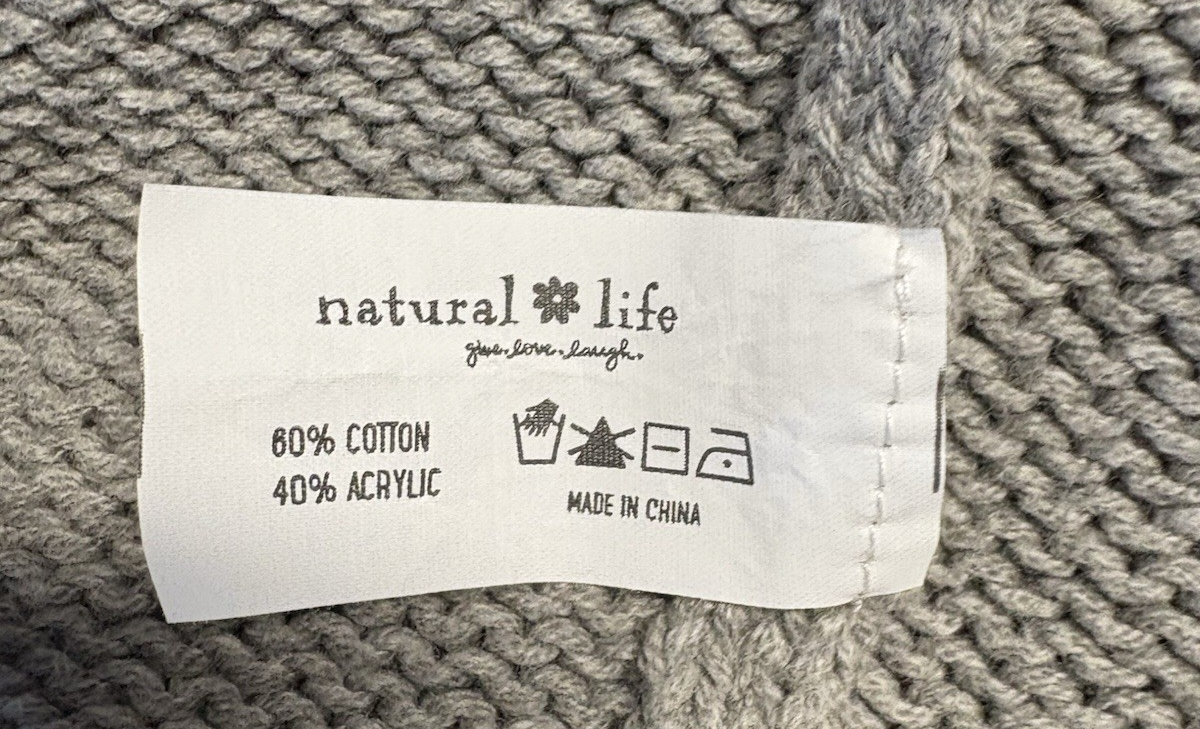 natural life
give. love. laugh.
60% COTTON
40% ACRYLIC
MADE IN CHINA